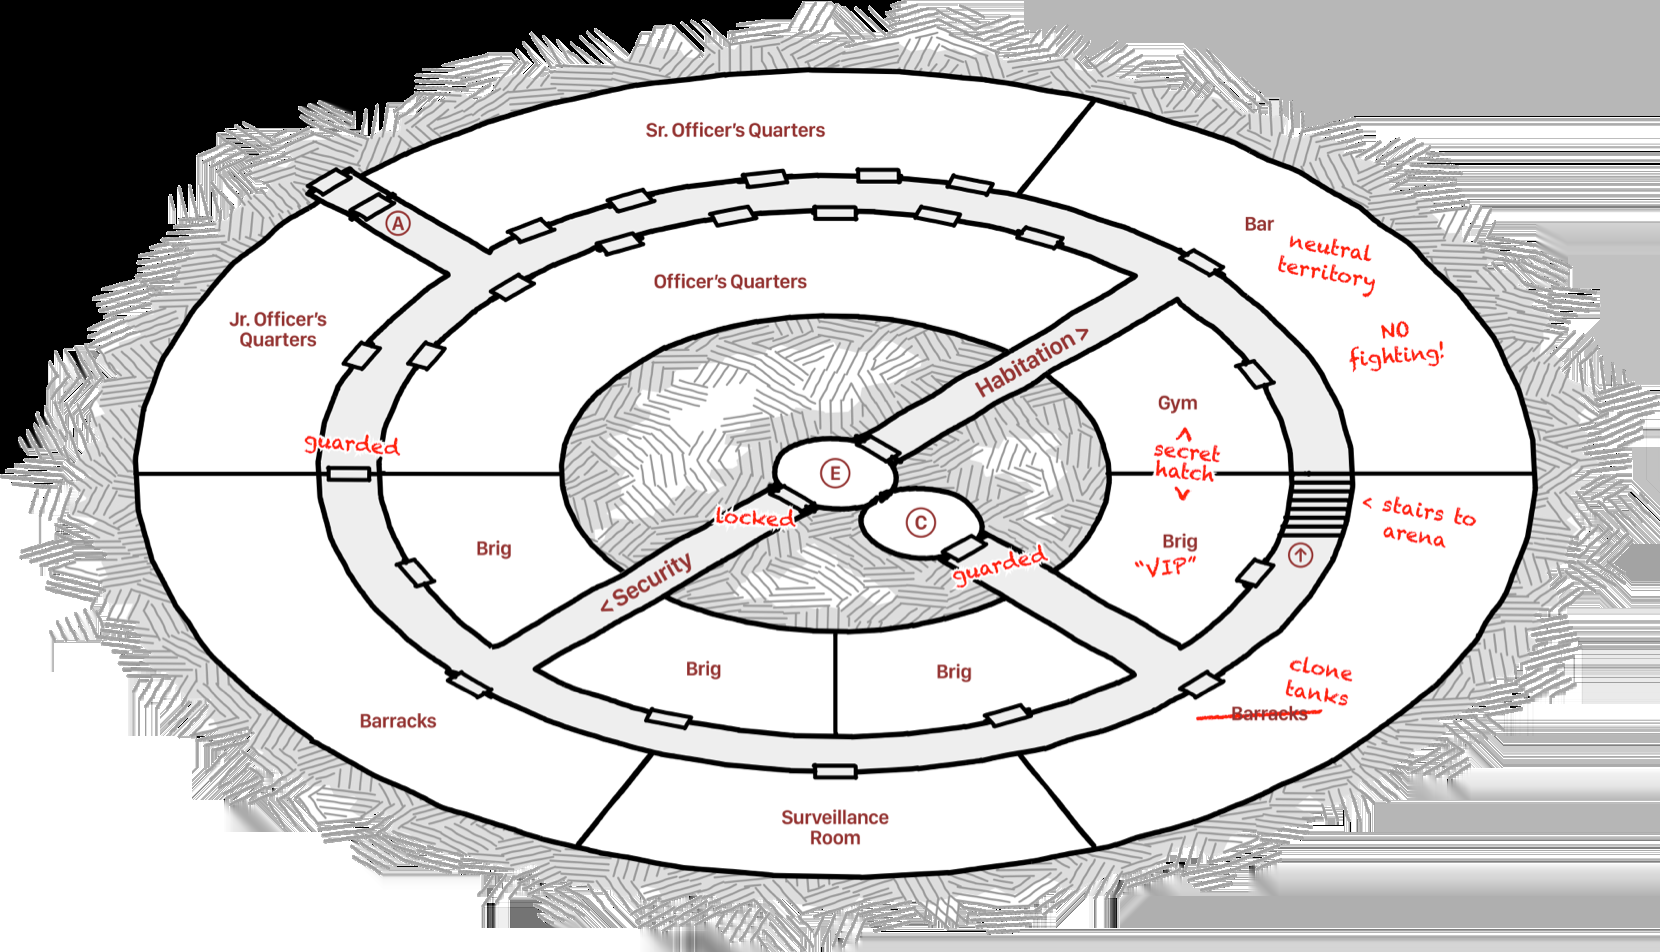 Sr. Officer's Quarters
A
Bar
neutral
territory
NO
fighting!
Officer's Quarters
Jr. Officer's
Quarters
Habitation >
Gym
^
secret
hatch
v
guarded
E
locked
C
guarded
< stairs to
arena
↑
Brig
Brig
"VIP"
< Security
Brig
Brig
clone
tanks
Barracks
Barracks
Surveillance
Room